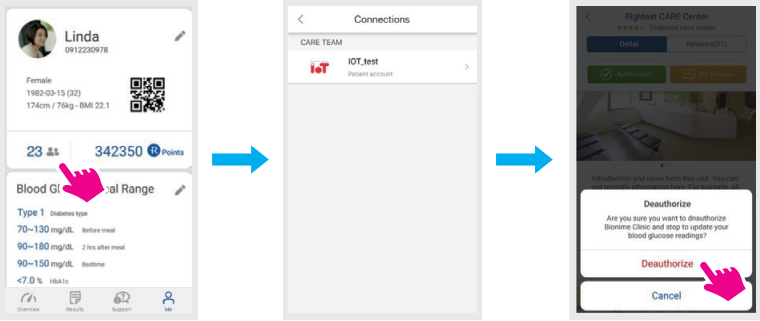 Linda
0912230978
Female
1982-03-15 (32)
174cm / 76kg - BMI 22.1
23
342350 R Points
Blood Gl al Range
Type 1 Diabetes type
70~130 mg/dL Before meal
90~180 mg/dL 2 hrs after meal
90~150 mg/dL Bedtime
<7.0 % HbA1c
Overview Results Support Me
Connections
CARE TEAM
IoT
IOT_test
Patient account
Rightest CARE Center
Diabetes care center
Detial Reviews(51)
Authorized My Review
Introduction and news from this unit. You can
get recently information here. For example, all
Deauthorize
Are you sure you want to dnauthorize
Bionime Clinic and stop to update your
blood glucose readings?
Deauthorize
Cancel